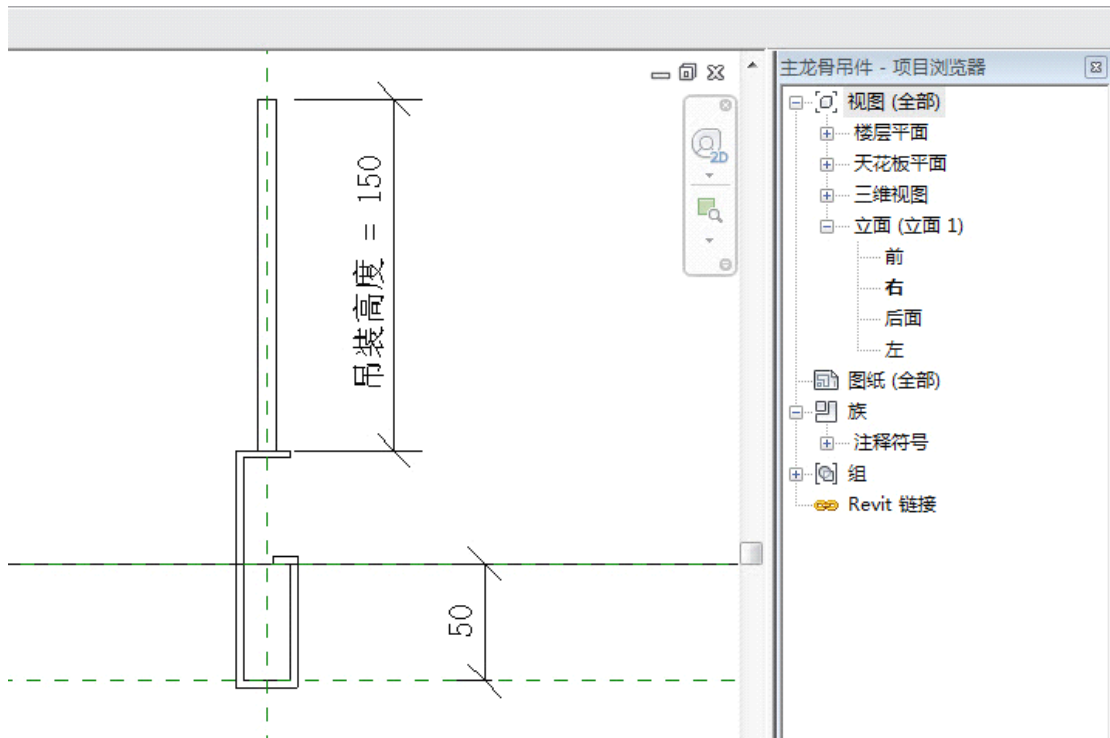 主龙骨吊件 - 项目浏览器
视图 (全部)
楼层平面
天花板平面
三维视图
立面 (立面 1)
前
右
后面
左
图纸 (全部)
族
注释符号
组
Revit 链接
2D
吊装高度 = 150
50